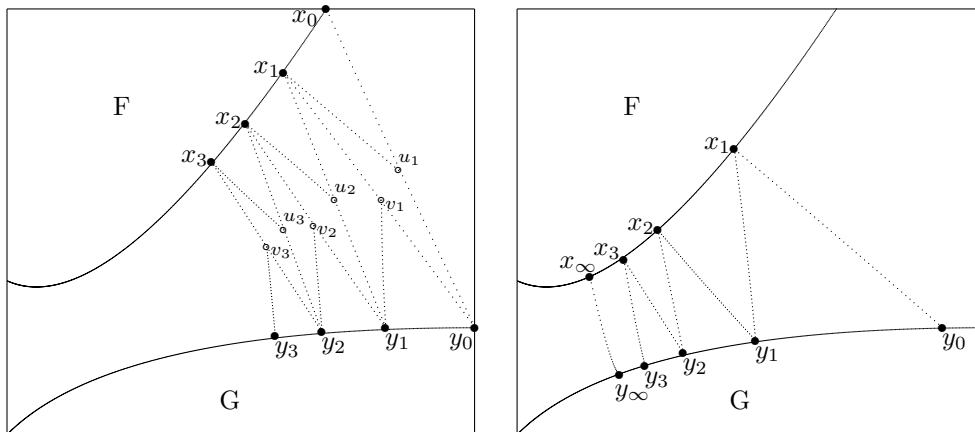 x₀
x₁
F
x₂
x₃
u₁
u₂
v₁
u₃
v₂
v₃
y₃
y₂
y₁
y₀
G
F
x₁
x₂
x₃
x∞
y₀
y₁
y₂
y₃
y∞
G